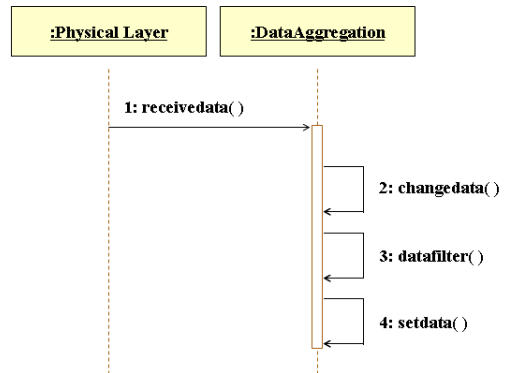 :Physical Layer
:DataAggregation
1: receivedata( )
2: changedata( )
3: datafilter( )
4: setdata( )